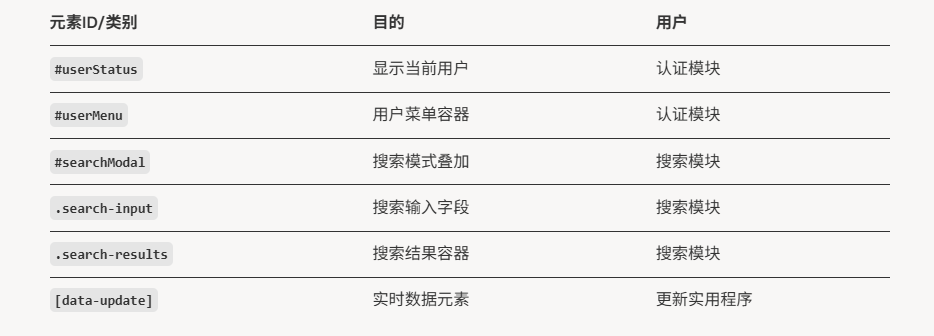 元素ID/类别 目的 用户
#userStatus 显示当前用户 认证模块
#userMenu 用户菜单容器 认证模块
#searchModal 搜索模式叠加 搜索模块
.search-input 搜索输入字段 搜索模块
.search-results 搜索结果容器 搜索模块
[data-update] 实时数据元素 更新实用程序